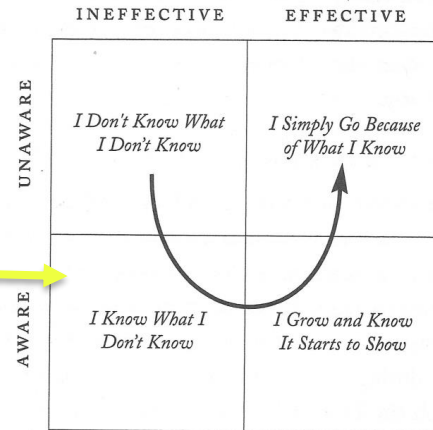 INEFFECTIVE EFFECTIVE
UNAWARE
I Don't Know What
I Don't Know
I Simply Go Because
of What I Know
AWARE
I Know What I
Don't Know
I Grow and Know
It Starts to Show